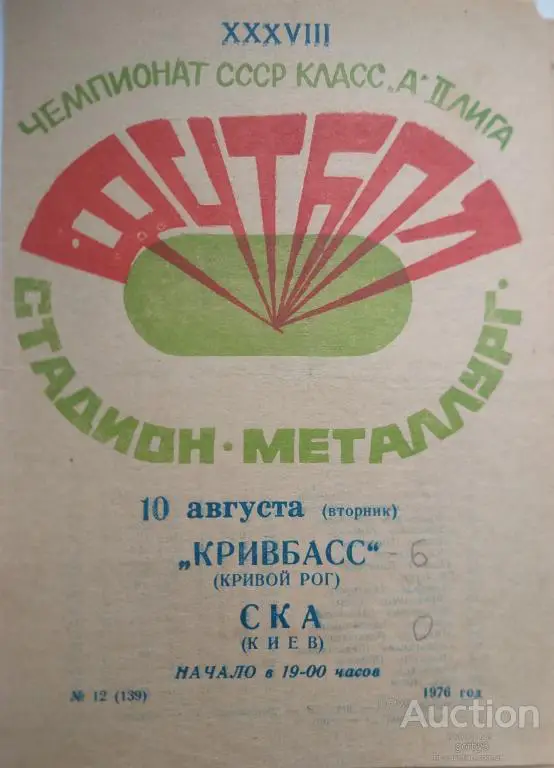 XXXVIII
ЧЕМПИОНАТ СССР КЛАСС „А" II ЛИГА
ФУТБОЛ
СТАДИОН • МЕТАЛЛУРГ •
10 августа (вторник)
„КРИВБАСС“ - 6
(КРИВОЙ РОГ)
СКА 0
(КИЕВ)
НАЧАЛО в 19-00 часов
№ 12 (139) 1976 год
Auction